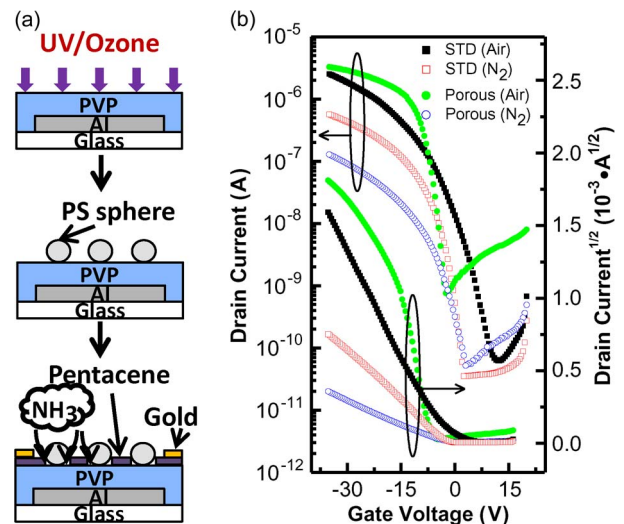 (a)
UV/Ozone
PVP
Al
Glass
PS sphere
PVP
Al
Glass
Pentacene
NH3
Gold
PVP
Al
Glass
(b)
STD (Air)
STD (N2)
Porous (Air)
Porous (N2)
10^-5
10^-6
10^-7
10^-8
10^-9
10^-10
10^-11
10^-12
Drain Current (A)
2.5
2.0
1.5
1.0
0.5
0.0
Drain Current^1/2 (10^-3•A^1/2)
-30 -15 0 15
Gate Voltage (V)